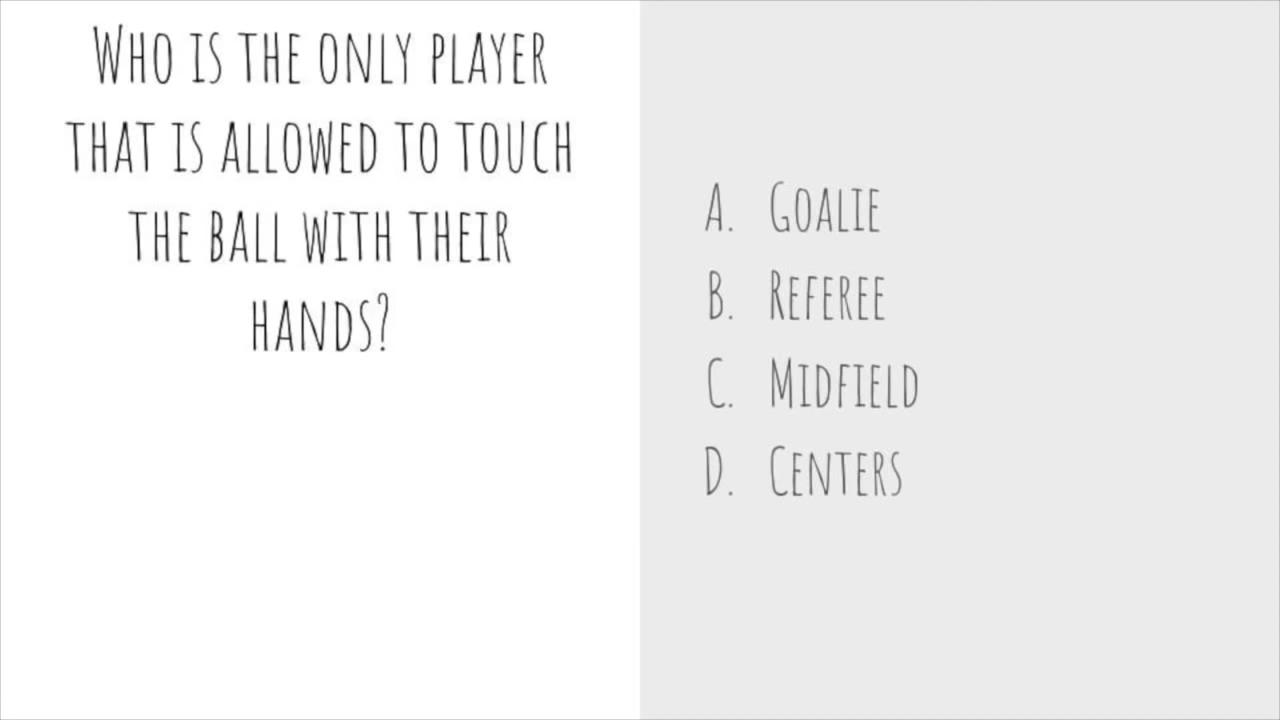 Who is the only player
that is allowed to touch
the ball with their
hands?
A. Goalie
B. Referee
C. Midfield
D. Centers